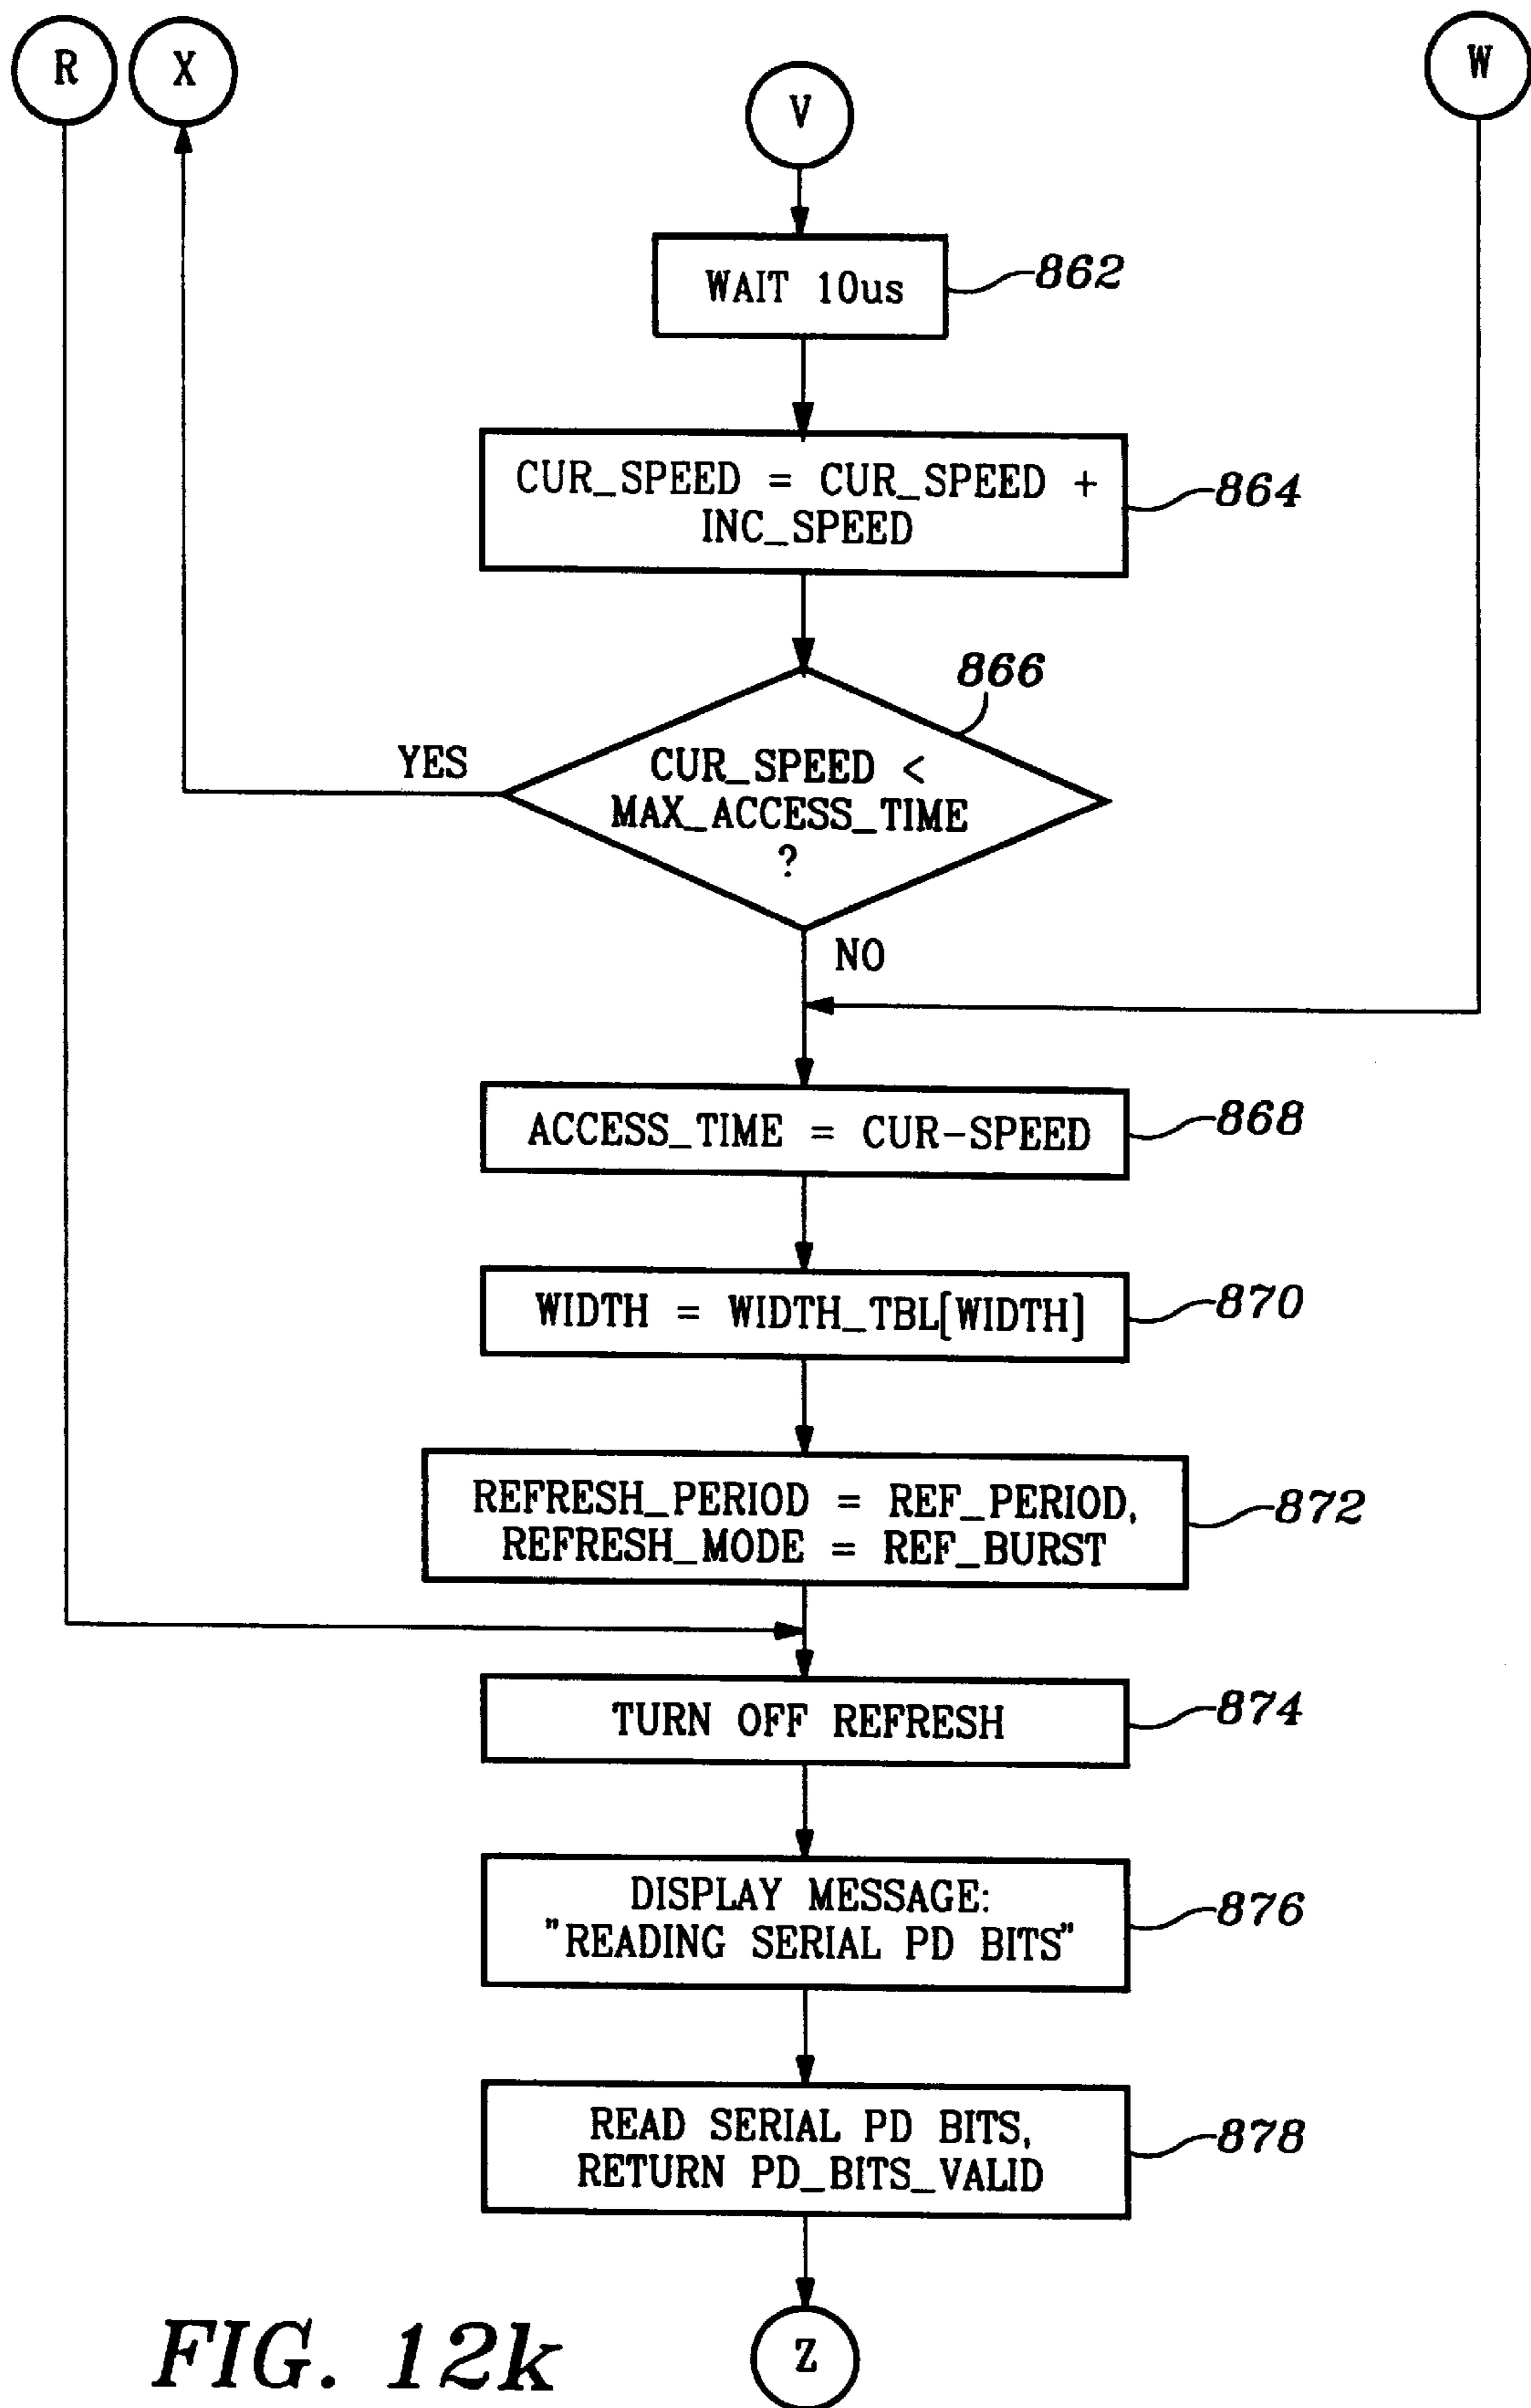 R
X
V
W
WAIT 10us
862
CUR_SPEED = CUR_SPEED +
INC_SPEED
864
866
YES
CUR_SPEED <
MAX_ACCESS_TIME
?
NO
ACCESS_TIME = CUR-SPEED
868
WIDTH = WIDTH_TBL[WIDTH]
870
REFRESH_PERIOD = REF_PERIOD,
REFRESH_MODE = REF_BURST
872
TURN OFF REFRESH
874
DISPLAY MESSAGE:
"READING SERIAL PD BITS"
876
READ SERIAL PD BITS,
RETURN PD_BITS_VALID
878
Z
FIG. 12k